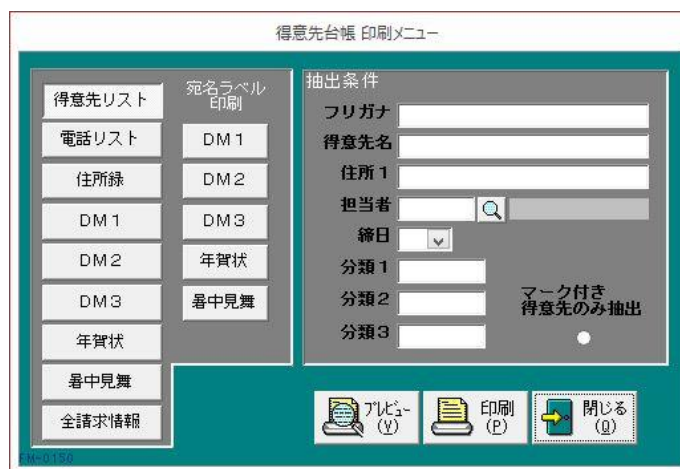 得意先台帳 印刷メニュー
得意先リスト
電話リスト
住所録
DM1
DM2
DM3
年賀状
暑中見舞
全請求情報
宛名ラベル
印刷
DM1
DM2
DM3
年賀状
暑中見舞
抽出条件
フリガナ
得意先名
住所1
担当者
締日
分類1
分類2
分類3
マーク付き
得意先のみ抽出
プレビュー
(V)
印刷
(P)
閉じる
(Q)
FM-0150